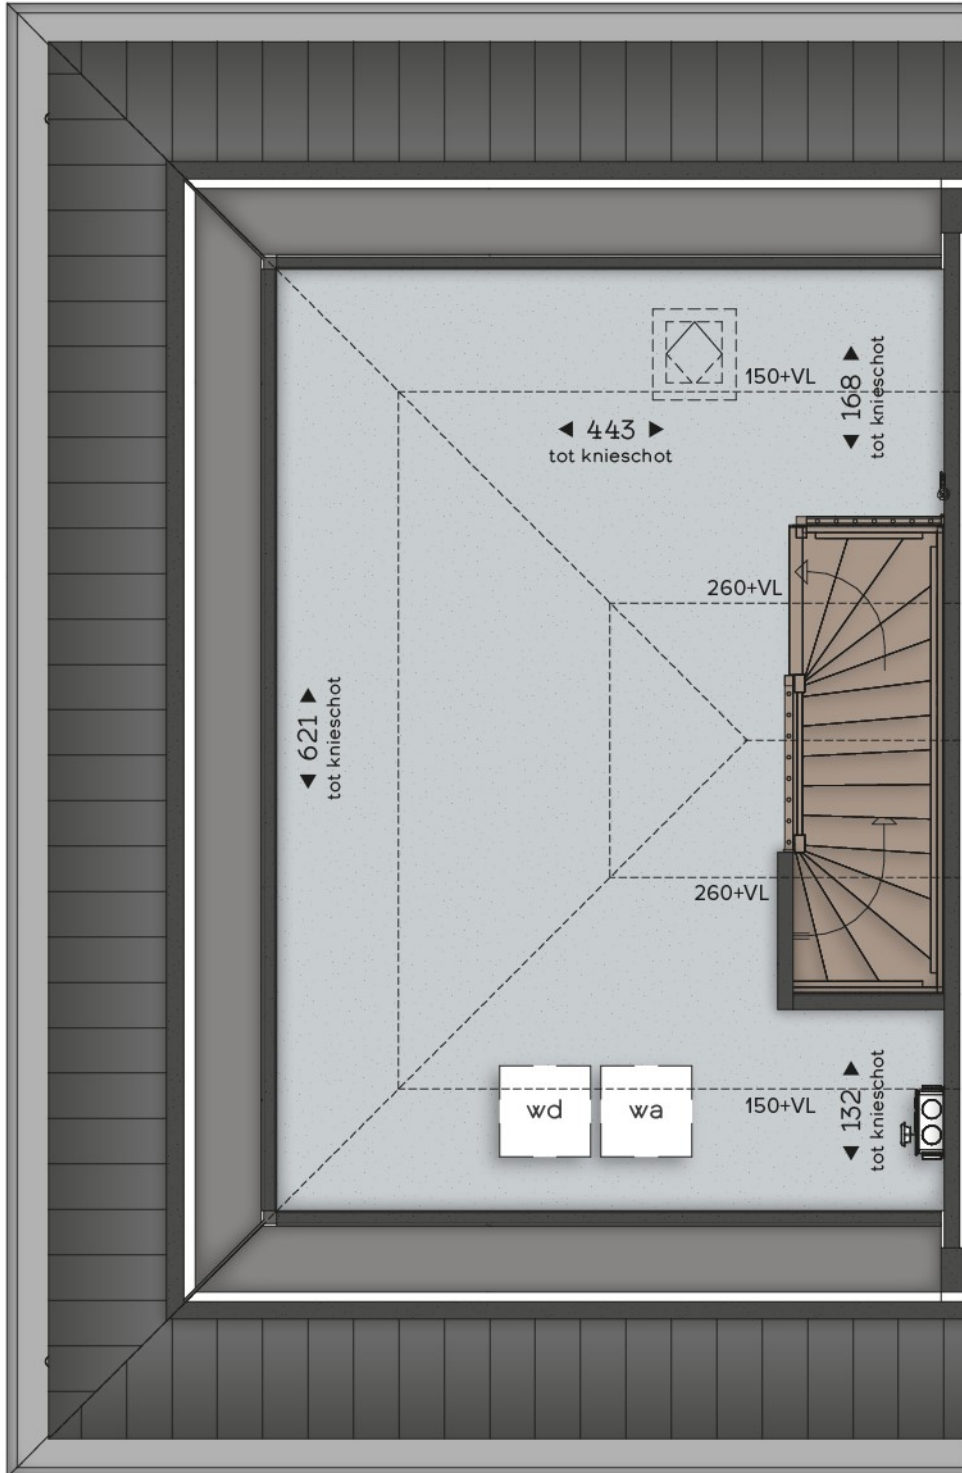 150+VL
◄ 168 ►
tot knieschot
◄ 443 ►
tot knieschot
260+VL
◄ 621 ►
tot knieschot
260+VL
wd
wa
150+VL
◄ 132 ►
tot knieschot